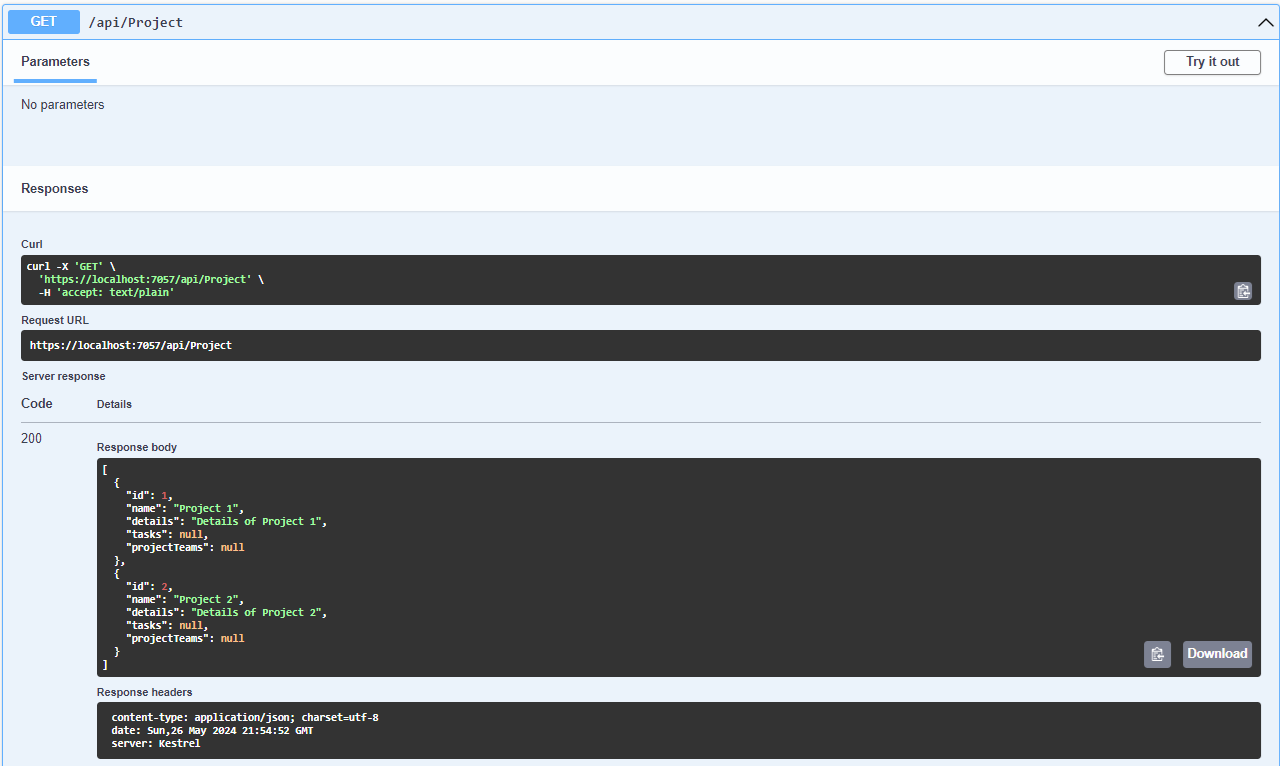 GET /api/Project
Parameters
Try it out
No parameters
Responses
Curl
curl -X 'GET' \
  'https://localhost:7057/api/Project' \
  -H 'accept: text/plain'
Request URL
https://localhost:7057/api/Project
Server response
Code Details
200
Response body
[
  {
    "id": 1,
    "name": "Project 1",
    "details": "Details of Project 1",
    "tasks": null,
    "projectTeams": null
  },
  {
    "id": 2,
    "name": "Project 2",
    "details": "Details of Project 2",
    "tasks": null,
    "projectTeams": null
  }
]
Download
Response headers
content-type: application/json; charset=utf-8
date: Sun,26 May 2024 21:54:52 GMT
server: Kestrel